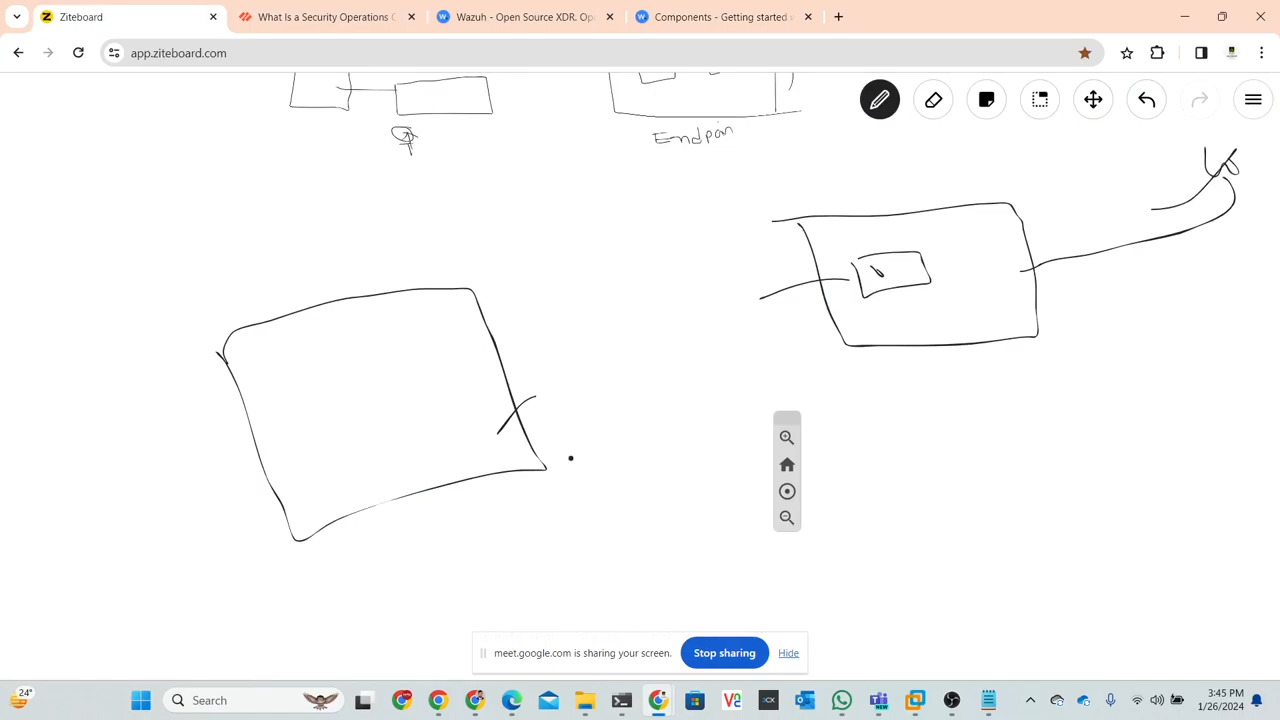 Ziteboard
What Is a Security Operations C
Wazuh - Open Source XDR. Op
Components - Getting started w
app.ziteboard.com
Endpoin
meet.google.com is sharing your screen.
Stop sharing
Hide
24°
Search
3:45 PM
1/26/2024